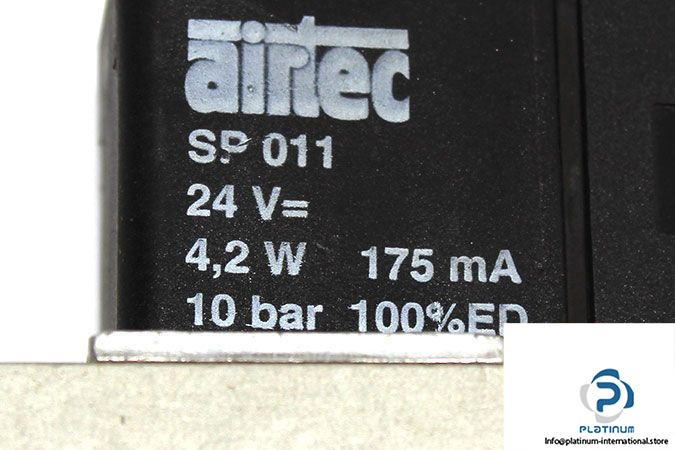 airtec
SP 011
24 V=
4,2 W 175 mA
10 bar 100%ED
PLATINUM
Info@platinum-international.store